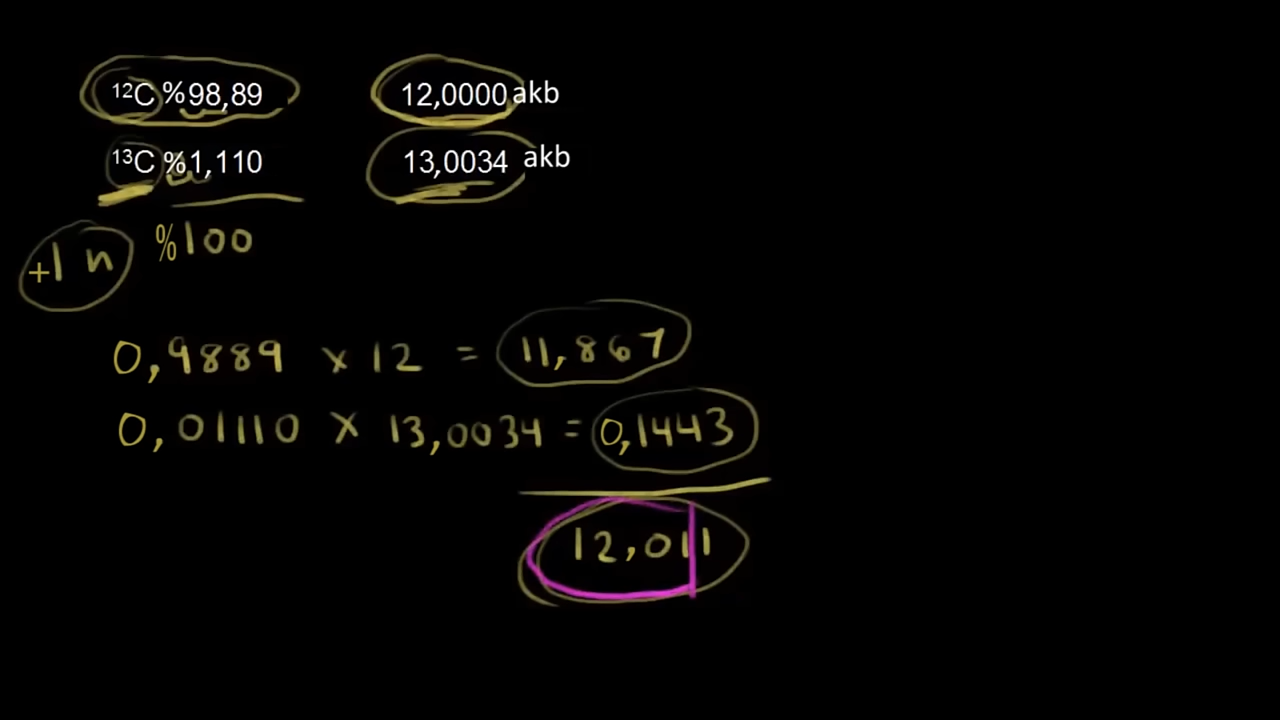 ¹²C %98,89 12,0000 akb
¹³C %1,110 13,0034 akb
+1 n %100
0,9889 x 12 = 11,867
0,01110 x 13,0034 = 0,1443
12,011